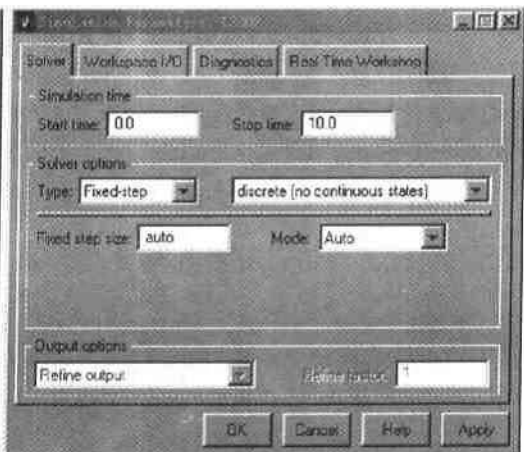 Solver Workspace I/O Diagnostics Real Time Workshop
Simulation time
Start time: 0.0 Stop time: 10.0
Solver options
Type: Fixed-step discrete (no continuous states)
Fixed step size: auto Mode: Auto
Output options
Refine output Refine factor: 1
OK Cancel Help Apply